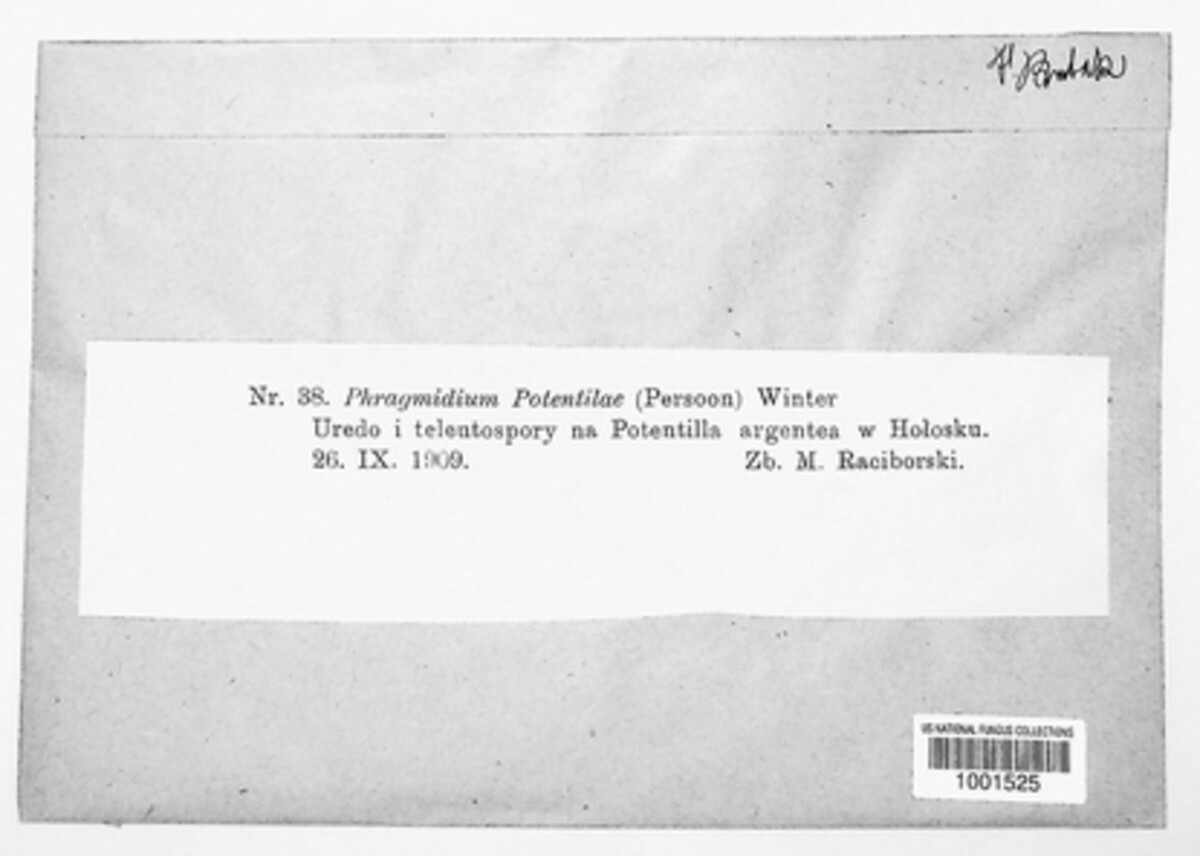 Nr. 38. Phragmidium Potentilae (Persoon) Winter
Uredo i teleutospory na Potentilla argentea w Hołosku.
26. IX. 1909.
Zb. M. Raciborski.
US NATIONAL FUNGUS COLLECTIONS
1001525